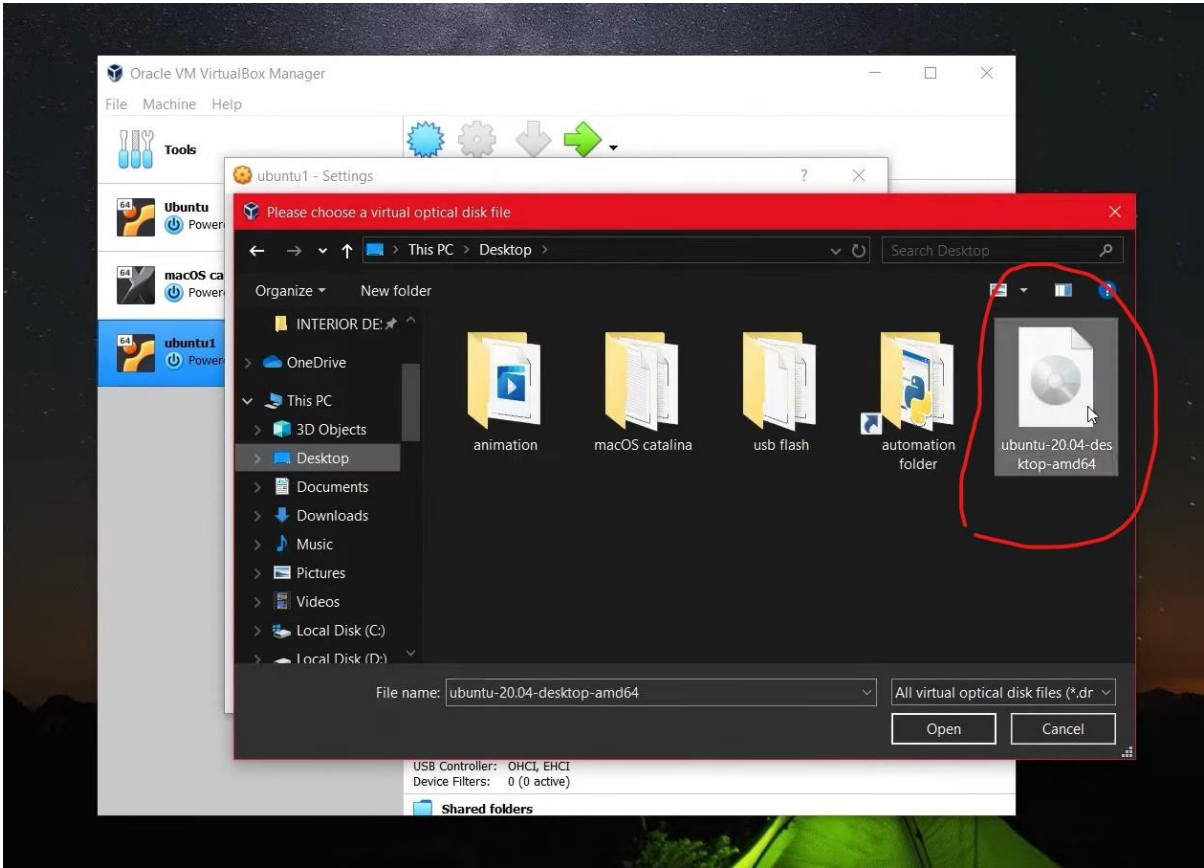 Oracle VM VirtualBox Manager
File Machine Help
Tools
ubuntu1 - Settings
64
Ubuntu
Power
64
macOS ca
Power
64
ubuntu1
Power
Please choose a virtual optical disk file
This PC > Desktop >
Search Desktop
Organize
New folder
INTERIOR DE
OneDrive
This PC
3D Objects
Desktop
Documents
Downloads
Music
Pictures
Videos
Local Disk (C:)
Local Disk (D:)
animation
macOS catalina
usb flash
automation
folder
ubuntu-20.04-des
ktop-amd64
File name: ubuntu-20.04-desktop-amd64
All virtual optical disk files (*.dr
Open
Cancel
USB Controller: OHCI, EHCI
Device Filters: 0 (0 active)
Shared folders